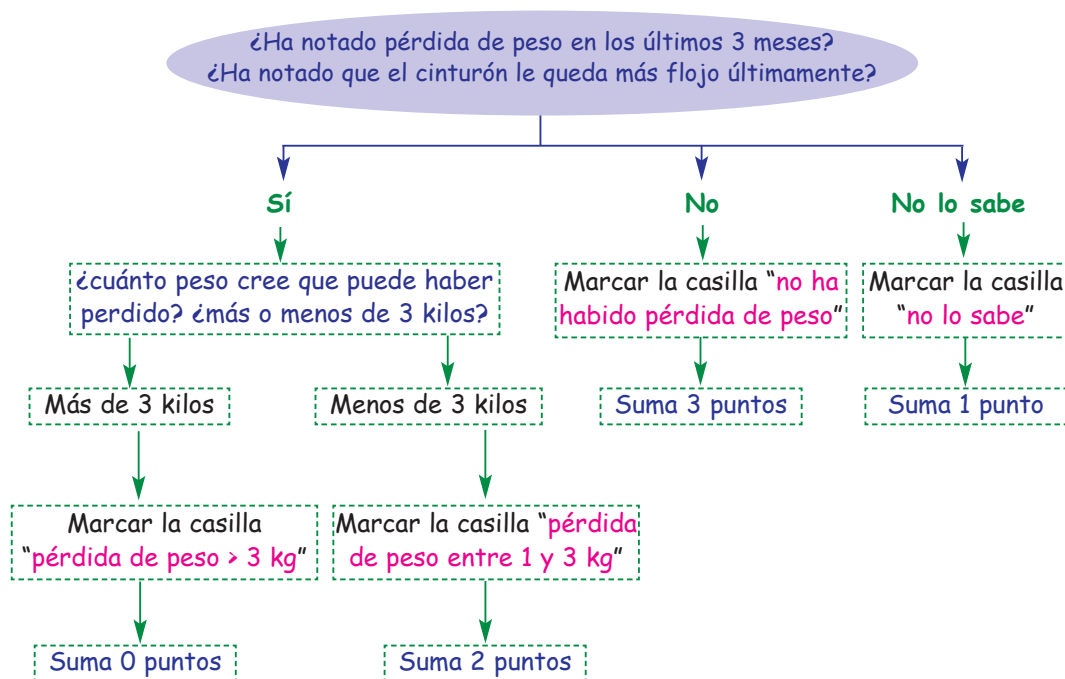 ¿Ha notado pérdida de peso en los últimos 3 meses?
¿Ha notado que el cinturón le queda más flojo últimamente?
Sí
No
No lo sabe
¿cuánto peso cree que puede haber
perdido? ¿más o menos de 3 kilos?
Marcar la casilla “no ha
habido pérdida de peso”
Marcar la casilla
“no lo sabe”
Más de 3 kilos
Menos de 3 kilos
Suma 3 puntos
Suma 1 punto
Marcar la casilla
“pérdida de peso > 3 kg”
Marcar la casilla “pérdida
de peso entre 1 y 3 kg”
Suma 0 puntos
Suma 2 puntos